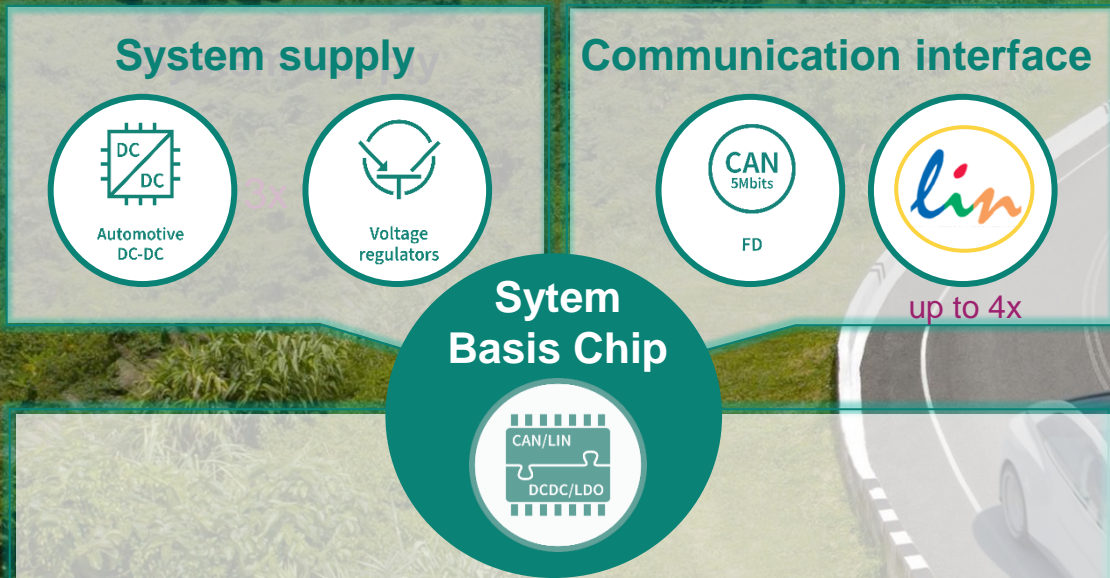 System supply
DC
DC
Automotive
DC-DC
3x
Voltage
regulators
Communication interface
CAN
5Mbits
FD
lin
up to 4x
Sytem
Basis Chip
CAN/LIN
DCDC/LDO